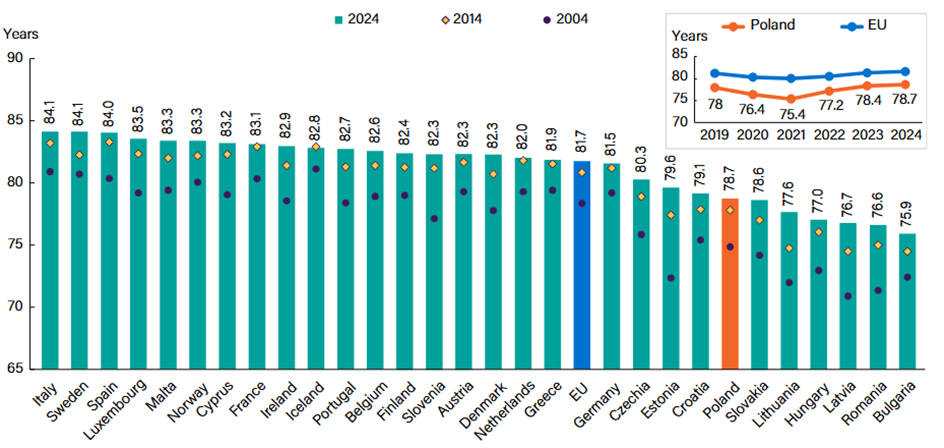 2024 2014 2004
Years
90
85
80
75
70
65
84.1 84.1 84.0 83.5 83.3 83.3 83.2 83.1 82.9 82.8 82.7 82.6 82.4 82.3 82.3 82.3 82.0 81.9 81.7 81.5 80.3 79.6 79.1 78.7 78.6 77.6 77.0 76.7 76.6 75.9
Italy Sweden Spain Luxembourg Malta Norway Cyprus France Ireland Iceland Portugal Belgium Finland Slovenia Austria Denmark Netherlands Greece EU Germany Czechia Estonia Croatia Poland Slovakia Lithuania Hungary Latvia Romania Bulgaria
Poland EU
Years
85
80
75
70
78 76.4 75.4 77.2 78.4 78.7
2019 2020 2021 2022 2023 2024